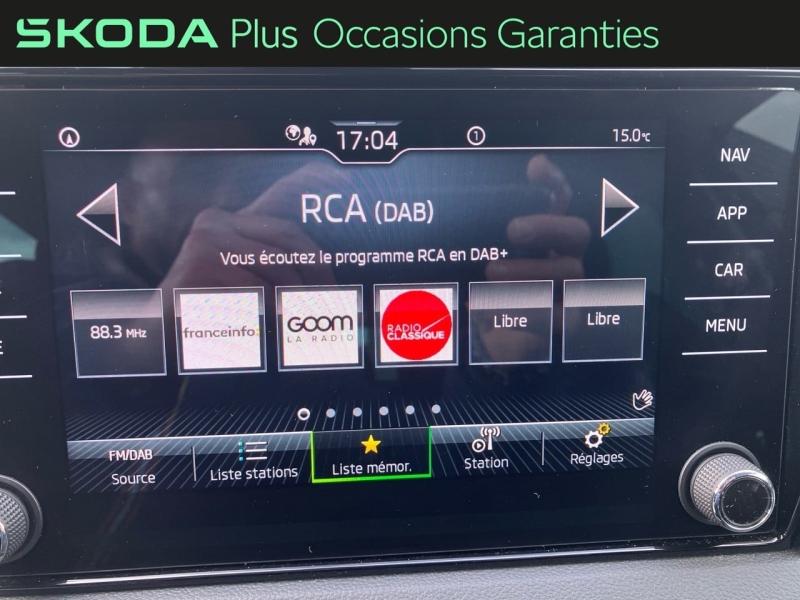 ŠKODA Plus Occasions Garanties
17:04
1
15.0°C
NAV
APP
CAR
MENU
RCA (DAB)
Vous écoutez le programme RCA en DAB+
88.3 MHz
franceinfo:
GOOM
LA RADIO
RADIO
CLASSIQUE
Libre
Libre
FM/DAB
Source
Liste stations
Liste mémor.
Station
Réglages